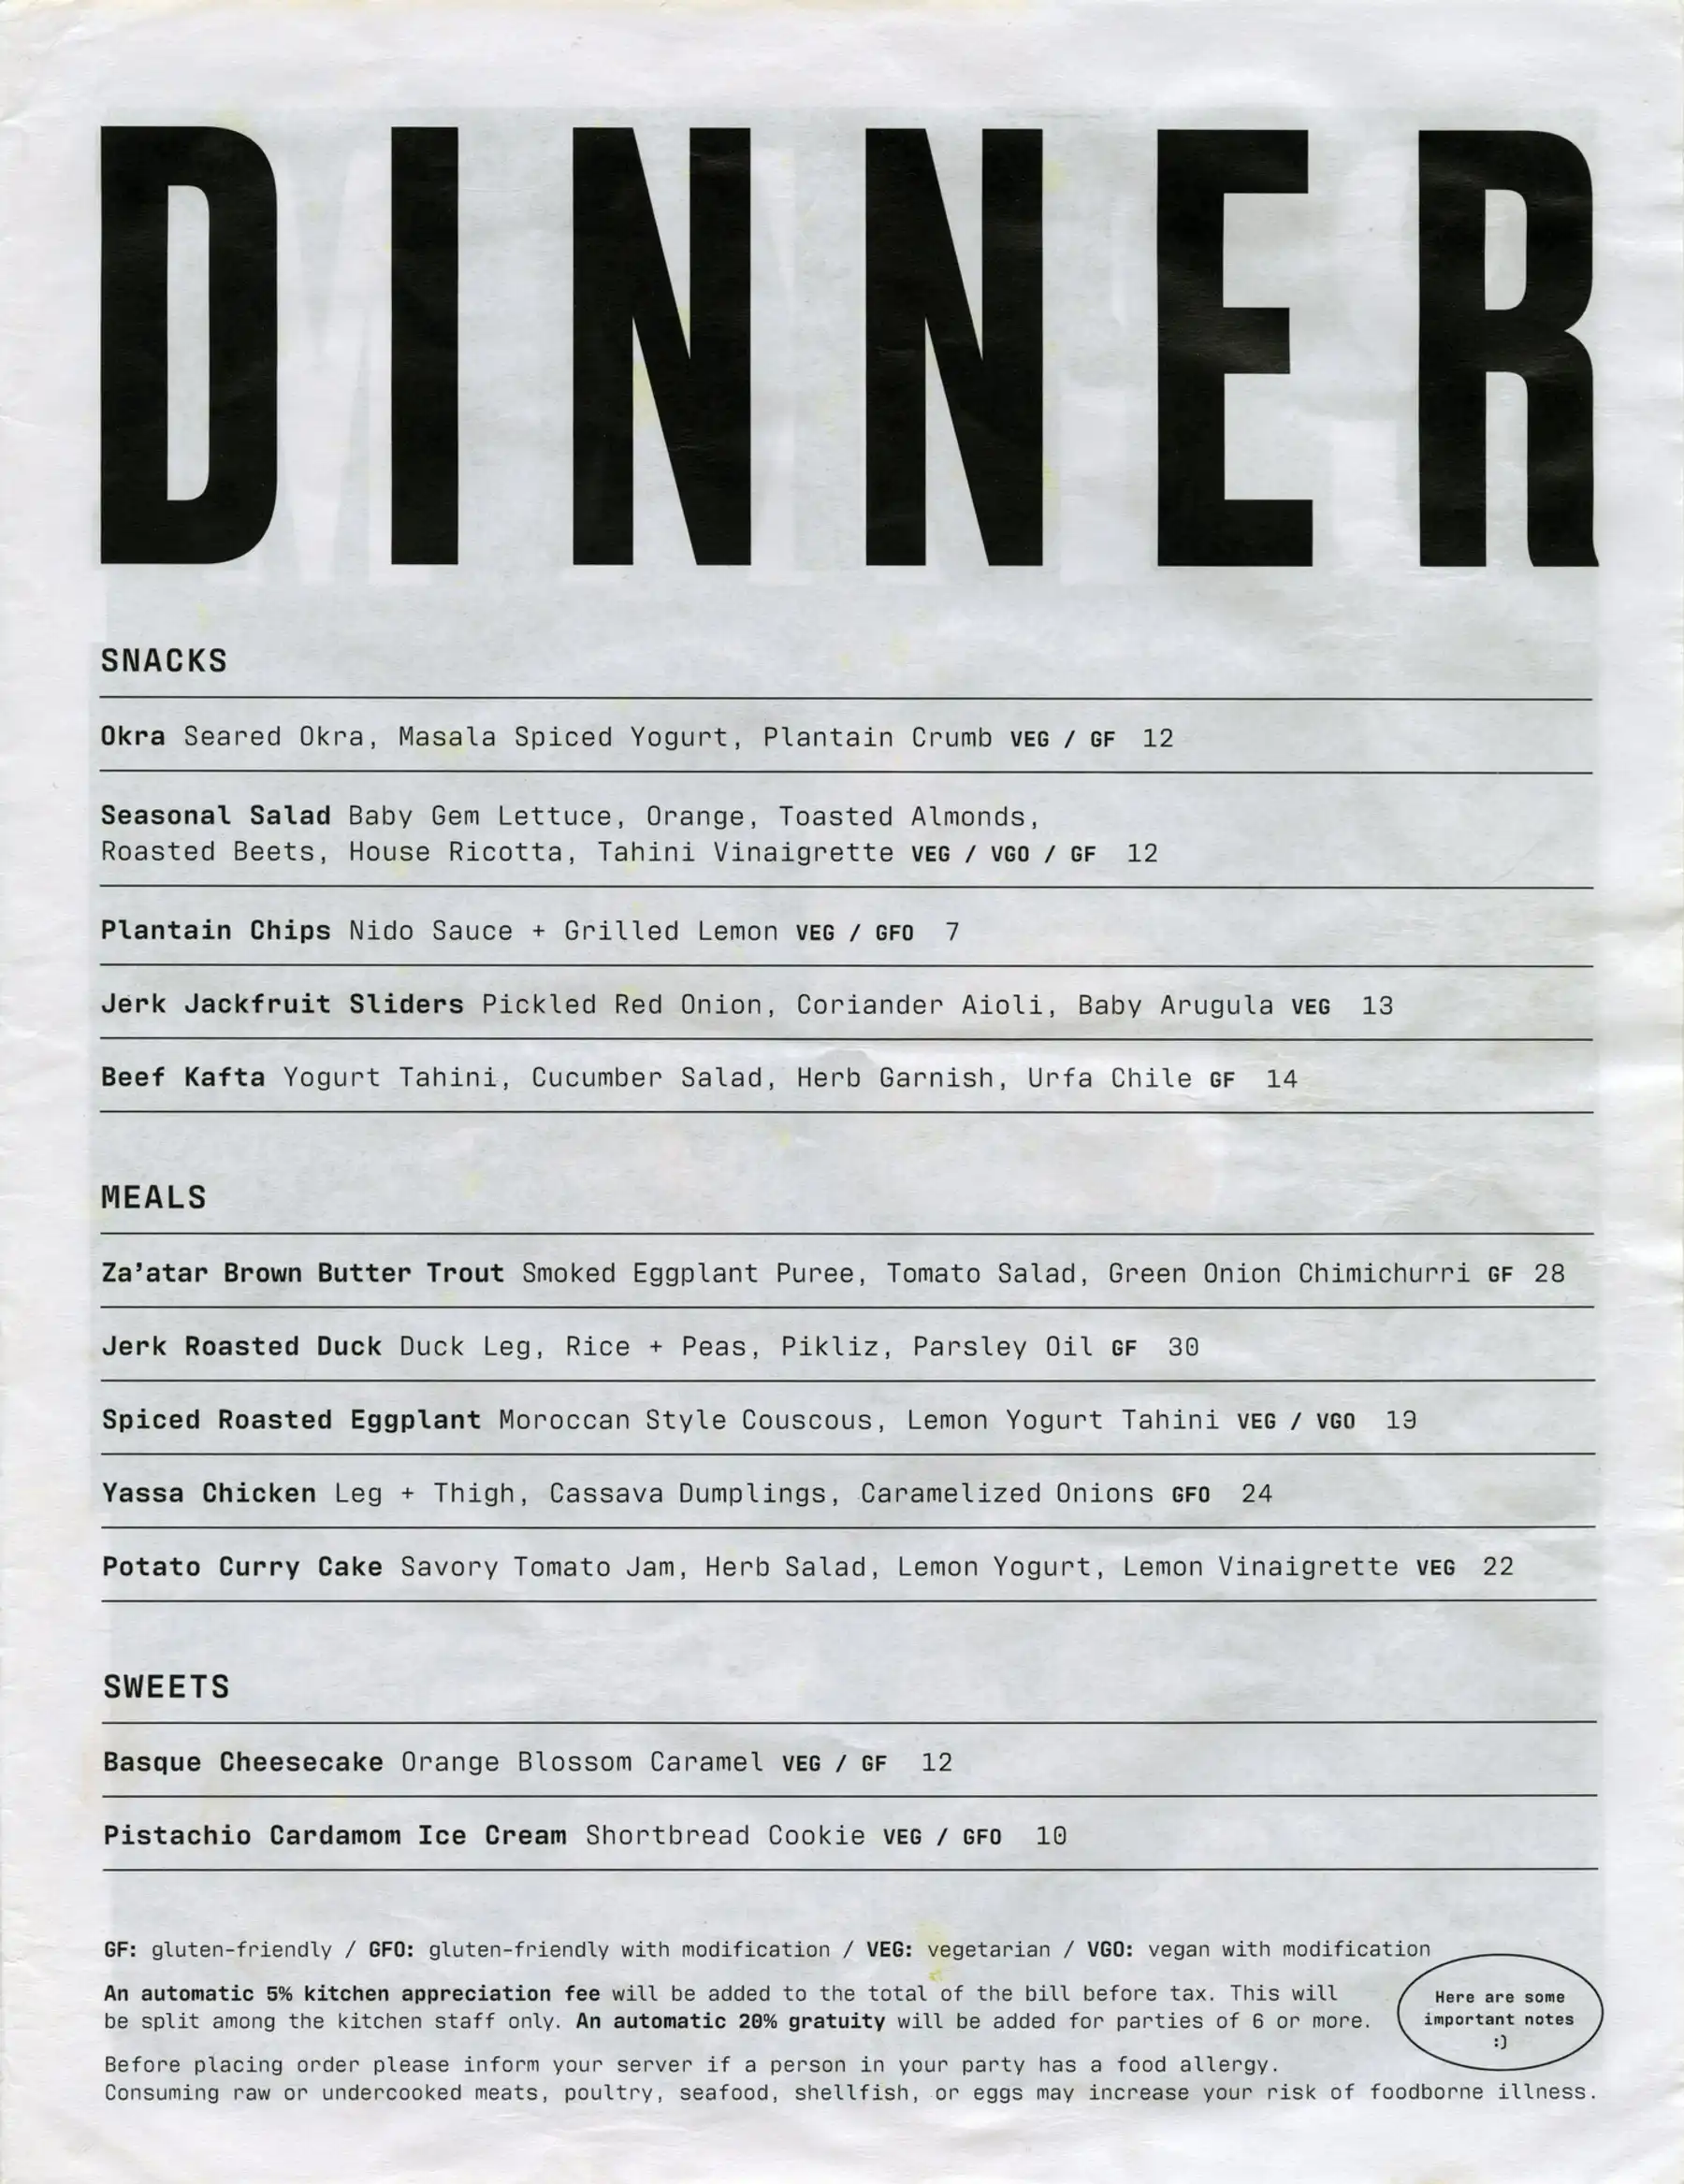 DINNER
SNACKS
Okra Seared Okra, Masala Spiced Yogurt, Plantain Crumb VEG / GF 12
Seasonal Salad Baby Gem Lettuce, Orange, Toasted Almonds,
Roasted Beets, House Ricotta, Tahini Vinaigrette VEG / VGO / GF 12
Plantain Chips Nido Sauce + Grilled Lemon VEG / GFO 7
Jerk Jackfruit Sliders Pickled Red Onion, Coriander Aioli, Baby Arugula VEG 13
Beef Kafta Yogurt Tahini, Cucumber Salad, Herb Garnish, Urfa Chile GF 14
MEALS
Za’atar Brown Butter Trout Smoked Eggplant Puree, Tomato Salad, Green Onion Chimichurri GF 28
Jerk Roasted Duck Duck Leg, Rice + Peas, Pikliz, Parsley Oil GF 30
Spiced Roasted Eggplant Moroccan Style Couscous, Lemon Yogurt Tahini VEG / VGO 19
Yassa Chicken Leg + Thigh, Cassava Dumplings, Caramelized Onions GFO 24
Potato Curry Cake Savory Tomato Jam, Herb Salad, Lemon Yogurt, Lemon Vinaigrette VEG 22
SWEETS
Basque Cheesecake Orange Blossom Caramel VEG / GF 12
Pistachio Cardamom Ice Cream Shortbread Cookie VEG / GFO 10
GF: gluten-friendly / GFO: gluten-friendly with modification / VEG: vegetarian / VGO: vegan with modification
An automatic 5% kitchen appreciation fee will be added to the total of the bill before tax. This will
be split among the kitchen staff only. An automatic 20% gratuity will be added for parties of 6 or more.
Here are some
important notes
:)
Before placing order please inform your server if a person in your party has a food allergy.
Consuming raw or undercooked meats, poultry, seafood, shellfish, or eggs may increase your risk of foodborne illness.